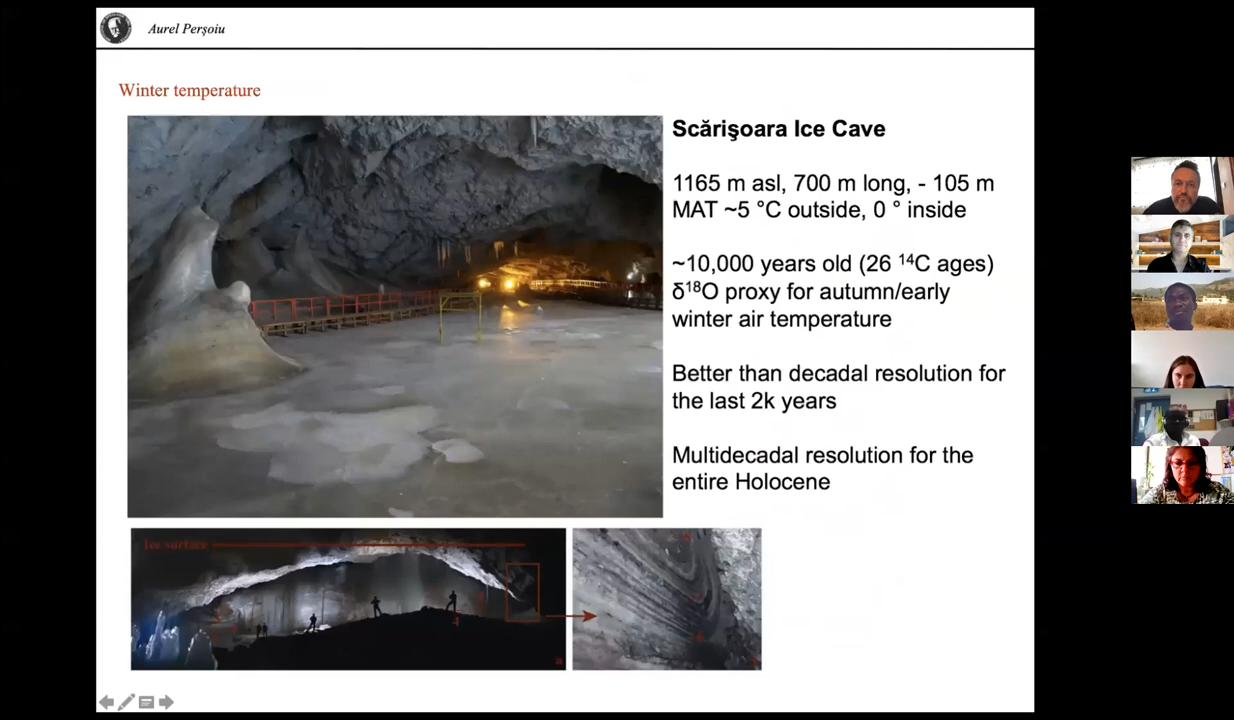 Aurel Perşoiu
Winter temperature
Scărişoara Ice Cave
1165 m asl, 700 m long, - 105 m
MAT ~5 °C outside, 0 ° inside
~10,000 years old (26 ¹⁴C ages)
δ¹⁸O proxy for autumn/early
winter air temperature
Better than decadal resolution for
the last 2k years
Multidecadal resolution for the
entire Holocene
Ice surface